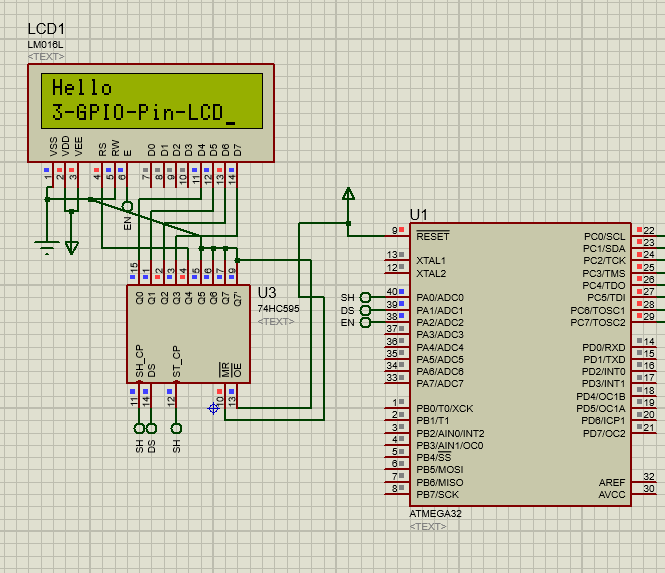 LCD1
LM016L
<TEXT>
Hello
3-GPIO-Pin-LCD_
VSS VDD VEE RS RW E D0 D1 D2 D3 D4 D5 D6 D7
1 2 3 4 5 6 7 8 9 10 11 12 13 14
EN
15 1 2 3 4 5 6 7 9
Q0 Q1 Q2 Q3 Q4 Q5 Q6 Q7 Q7'
U3
74HC595
<TEXT>
SH_CP DS ST_CP MR OE
11 14 12 10 13
SH DS SH
U1
9 RESET
13 XTAL1
12 XTAL2
SH 40 PA0/ADC0
DS 39 PA1/ADC1
EN 38 PA2/ADC2
37 PA3/ADC3
36 PA4/ADC4
35 PA5/ADC5
34 PA6/ADC6
33 PA7/ADC7
1 PB0/T0/XCK
2 PB1/T1
3 PB2/AIN0/INT2
4 PB3/AIN1/OC0
5 PB4/SS
6 PB5/MOSI
7 PB6/MISO
8 PB7/SCK
PC0/SCL 22
PC1/SDA 23
PC2/TCK 24
PC3/TMS 25
PC4/TDO 26
PC5/TDI 27
PC6/TOSC1 28
PC7/TOSC2 29
PD0/RXD 14
PD1/TXD 15
PD2/INT0 16
PD3/INT1 17
PD4/OC1B 18
PD5/OC1A 19
PD6/ICP1 20
PD7/OC2 21
AREF 32
AVCC 30
ATMEGA32
<TEXT>